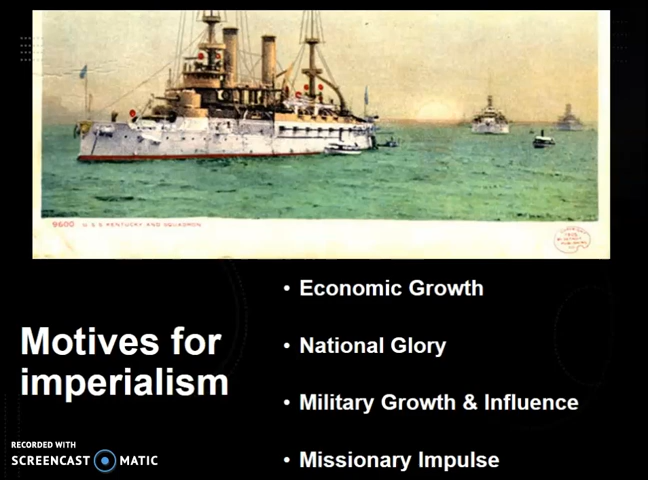 9600 U. S. S. KENTUCKY AND SQUADRON
• Economic Growth
Motives for
imperialism
• National Glory
• Military Growth & Influence
• Missionary Impulse
RECORDED WITH
SCREENCAST MATIC